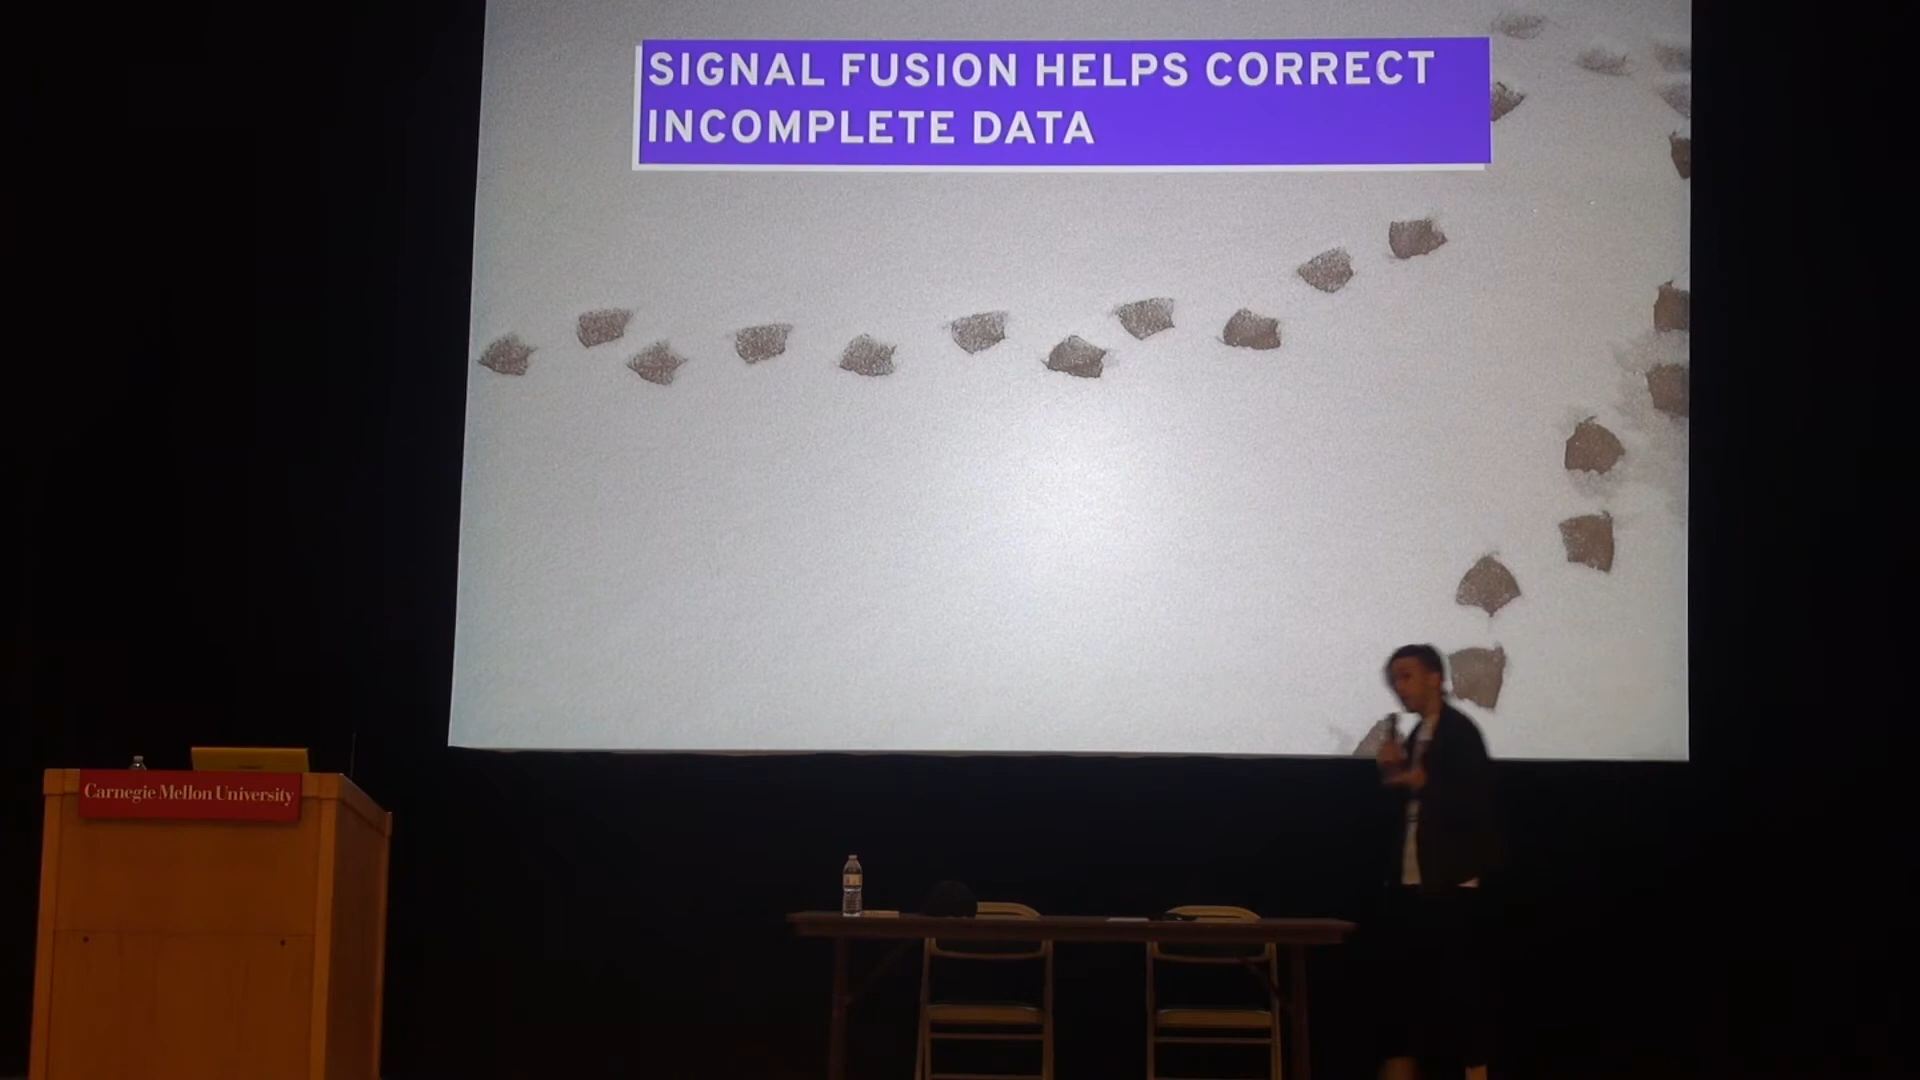 SIGNAL FUSION HELPS CORRECT
INCOMPLETE DATA
Carnegie Mellon University